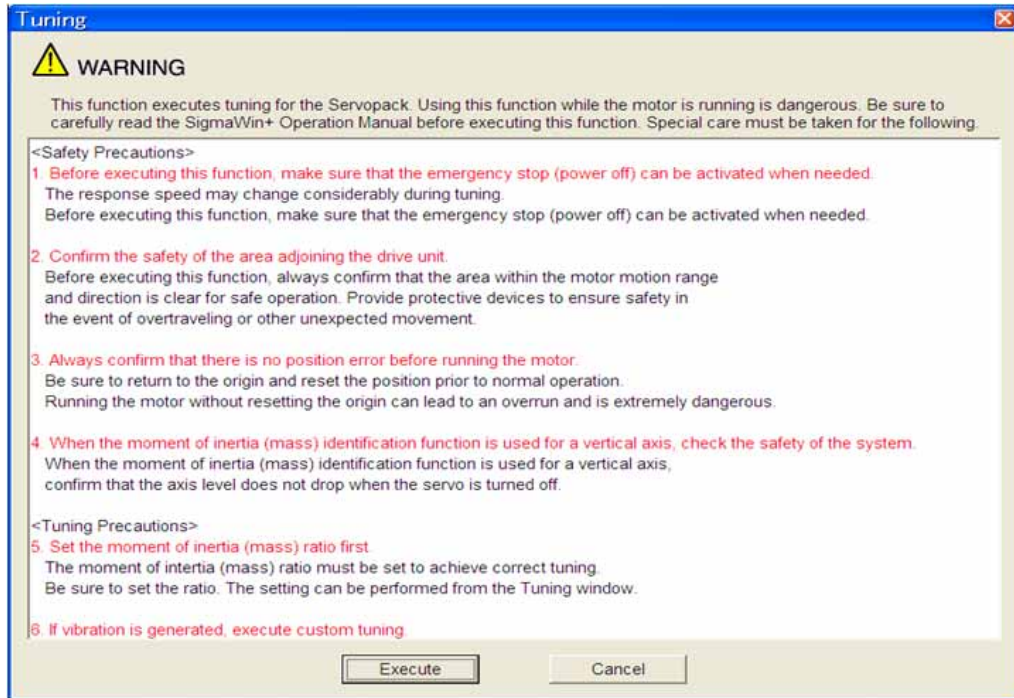 Tuning
WARNING
This function executes tuning for the Servopack. Using this function while the motor is running is dangerous. Be sure to
carefully read the SigmaWin+ Operation Manual before executing this function. Special care must be taken for the following.
<Safety Precautions>
1. Before executing this function, make sure that the emergency stop (power off) can be activated when needed.
The response speed may change considerably during tuning.
Before executing this function, make sure that the emergency stop (power off) can be activated when needed.
2. Confirm the safety of the area adjoining the drive unit.
Before executing this function, always confirm that the area within the motor motion range
and direction is clear for safe operation. Provide protective devices to ensure safety in
the event of overtraveling or other unexpected movement.
3. Always confirm that there is no position error before running the motor.
Be sure to return to the origin and reset the position prior to normal operation.
Running the motor without resetting the origin can lead to an overrun and is extremely dangerous.
4. When the moment of inertia (mass) identification function is used for a vertical axis, check the safety of the system.
When the moment of inertia (mass) identification function is used for a vertical axis,
confirm that the axis level does not drop when the servo is turned off.
<Tuning Precautions>
5. Set the moment of inertia (mass) ratio first.
The moment of intertia (mass) ratio must be set to achieve correct tuning.
Be sure to set the ratio. The setting can be performed from the Tuning window.
6. If vibration is generated, execute custom tuning.
Execute
Cancel